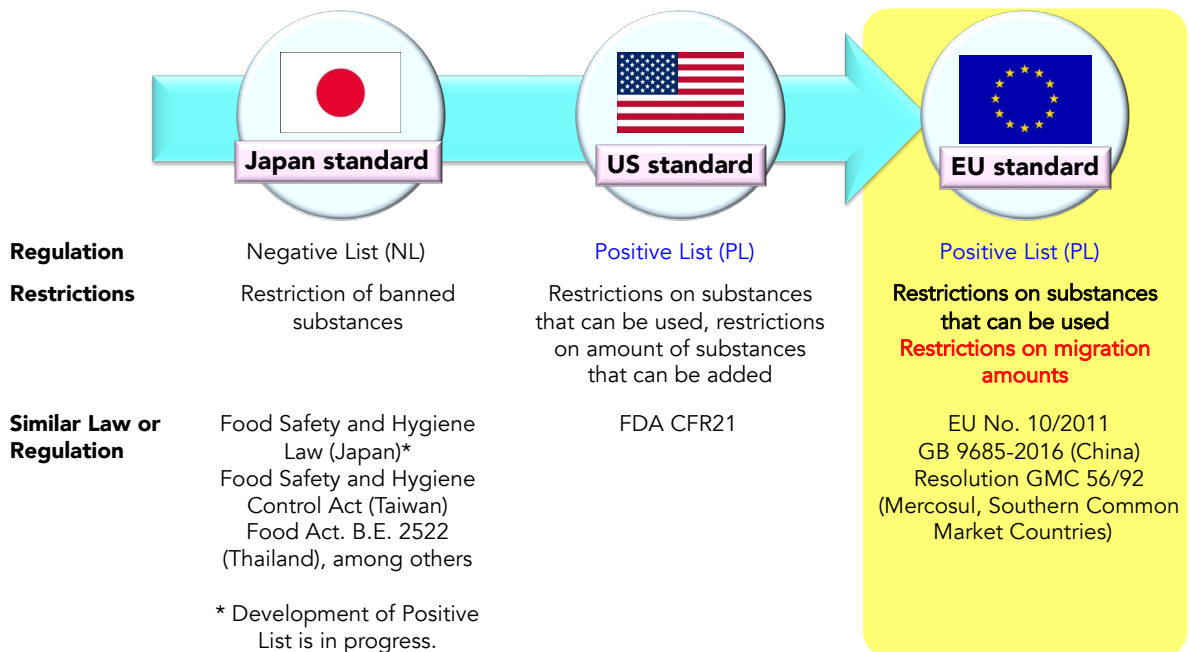 Japan standard
US standard
EU standard
Regulation
Negative List (NL)
Positive List (PL)
Positive List (PL)
Restrictions
Restriction of banned
substances
Restrictions on substances
that can be used, restrictions
on amount of substances
that can be added
Restrictions on substances
that can be used
Restrictions on migration
amounts
Similar Law or
Regulation
Food Safety and Hygiene
Law (Japan)*
Food Safety and Hygiene
Control Act (Taiwan)
Food Act. B.E. 2522
(Thailand), among others
* Development of Positive
List is in progress.
FDA CFR21
EU No. 10/2011
GB 9685-2016 (China)
Resolution GMC 56/92
(Mercosul, Southern Common
Market Countries)